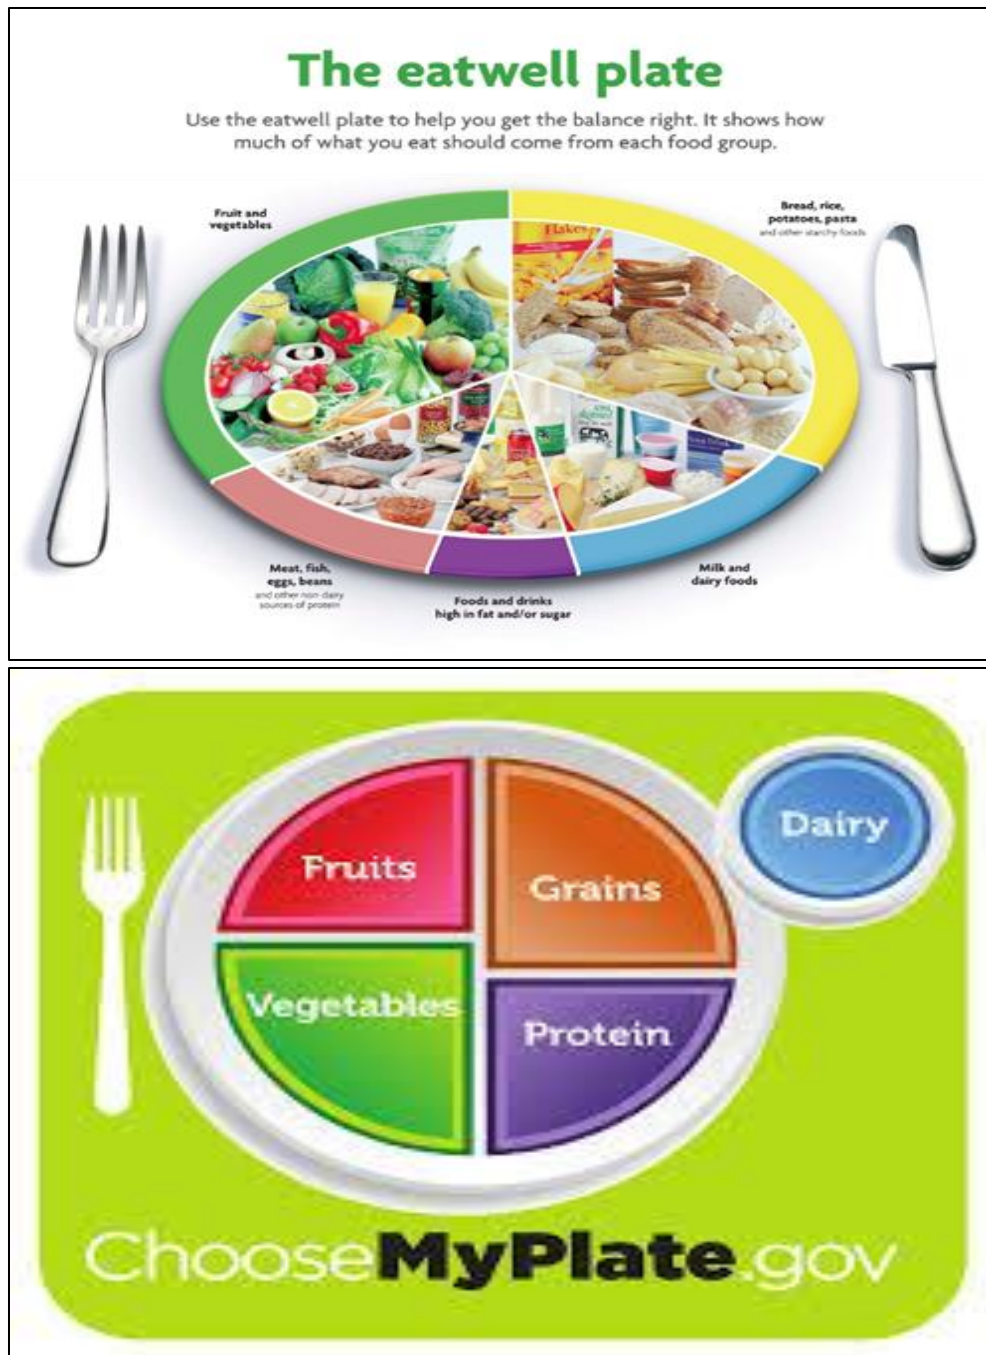 The eatwell plate
Use the eatwell plate to help you get the balance right. It shows how
much of what you eat should come from each food group.
Fruit and
vegetables
Bread, rice,
potatoes, pasta
and other starchy foods
Flakes
Meat, fish,
eggs, beans
and other non-dairy
sources of protein
Foods and drinks
high in fat and/or sugar
Milk and
dairy foods
Fruits
Grains
Dairy
Vegetables
Protein
ChooseMyPlate.gov